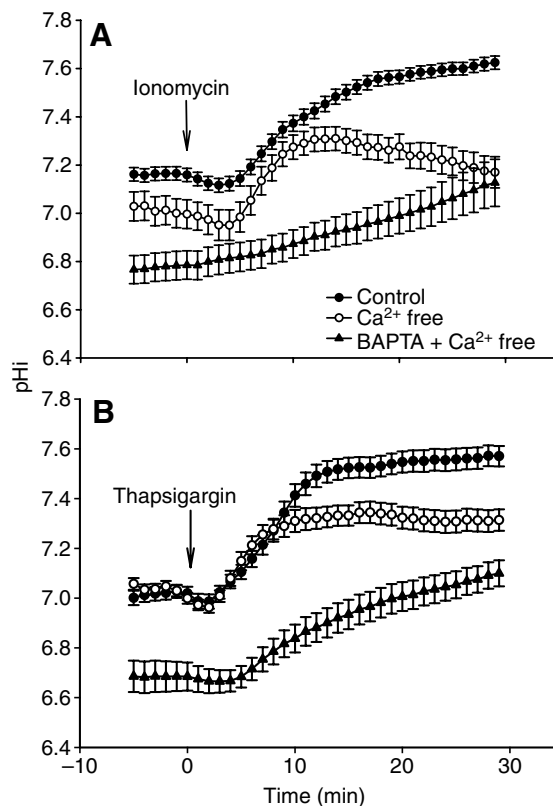 A
7.6
Ionomycin
7.4
7.2
7.0
6.8
Control
Ca²⁺ free
6.6
BAPTA + Ca²⁺ free
6.4
pHi
7.8
B
7.6
Thapsigargin
7.4
7.2
7.0
6.8
6.6
6.4
−10 0 10 20 30 40
Time (min)